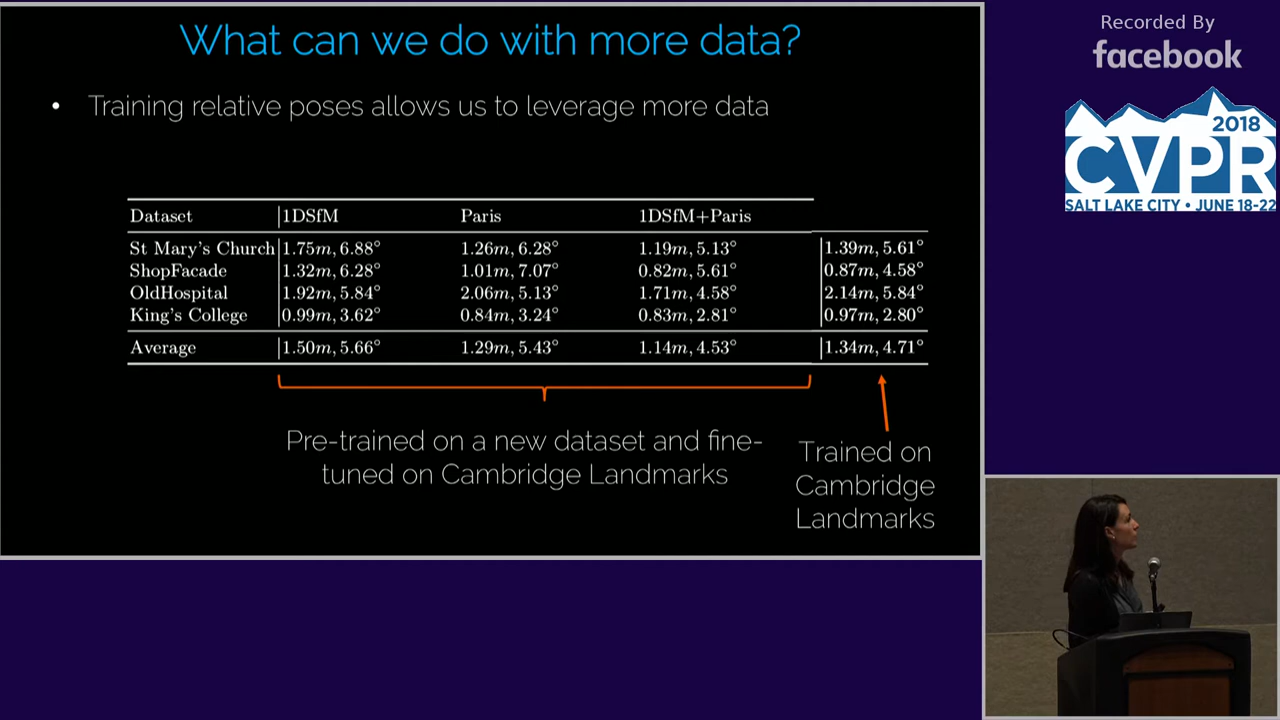 What can we do with more data?
• Training relative poses allows us to leverage more data
Dataset 1DSfM Paris 1DSfM+Paris
St Mary's Church 1.75m, 6.88° 1.26m, 6.28° 1.19m, 5.13° 1.39m, 5.61°
ShopFacade 1.32m, 6.28° 1.01m, 7.07° 0.82m, 5.61° 0.87m, 4.58°
OldHospital 1.92m, 5.84° 2.06m, 5.13° 1.71m, 4.58° 2.14m, 5.84°
King's College 0.99m, 3.62° 0.84m, 3.24° 0.83m, 2.81° 0.97m, 2.80°
Average 1.50m, 5.66° 1.29m, 5.43° 1.14m, 4.53° 1.34m, 4.71°
Pre-trained on a new dataset and fine-
tuned on Cambridge Landmarks
Trained on
Cambridge
Landmarks
Recorded By
facebook
2018
CVPR
SALT LAKE CITY • JUNE 18-22